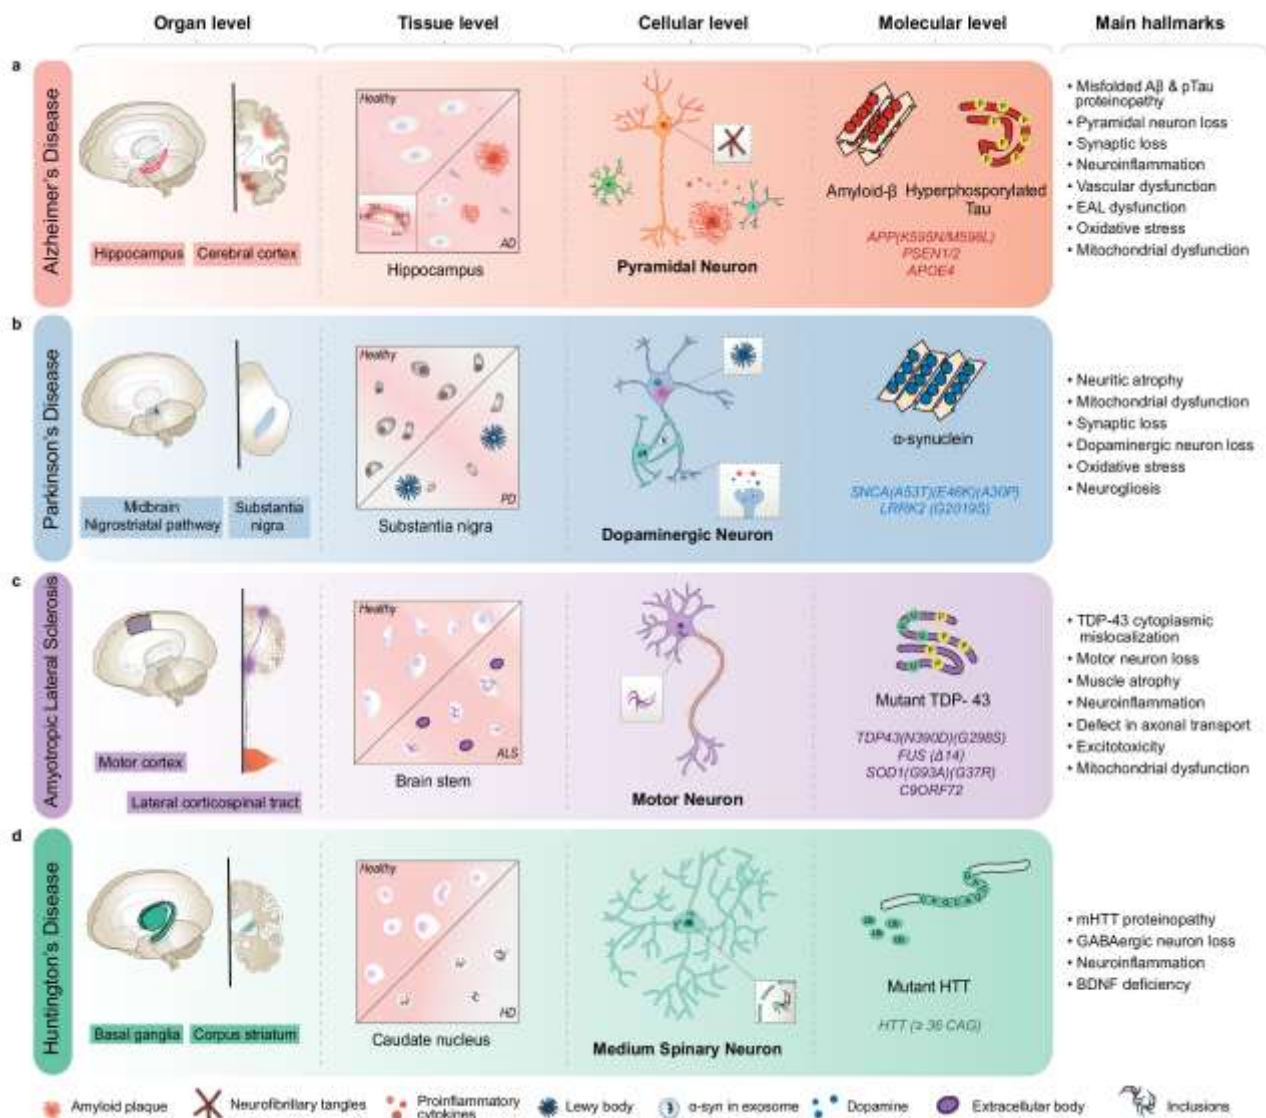 Organ level
Tissue level
Cellular level
Molecular level
Main hallmarks
a
Alzheimer's Disease
Hippocampus
Cerebral cortex
Healthy
AD
Hippocampus
Pyramidal Neuron
Amyloid-β
Hyperphosporylated
Tau
APP(K595N/M596L)
PSEN1/2
APOE4
• Misfolded Aβ & pTau
proteinopathy
• Pyramidal neuron loss
• Synaptic loss
• Neuroinflammation
• Vascular dysfunction
• EAL dysfunction
• Oxidative stress
• Mitochondrial dysfunction
b
Parkinson's Disease
Midbrain
Nigrostriatal pathway
Substantia
nigra
Healthy
PD
Substantia nigra
Dopaminergic Neuron
α-synuclein
SNCA(A53T)(E46K)(A30P)
LRRK2 (G2019S)
• Neuritic atrophy
• Mitochondrial dysfunction
• Synaptic loss
• Dopaminergic neuron loss
• Oxidative stress
• Neurogliosis
c
Amyotropic Lateral Sclerosis
Motor cortex
Lateral corticospinal tract
Healthy
ALS
Brain stem
Motor Neuron
Mutant TDP- 43
TDP43(N390D)(G298S)
FUS (Δ14)
SOD1(G93A)(G37R)
C9ORF72
• TDP-43 cytoplasmic
mislocalization
• Motor neuron loss
• Muscle atrophy
• Neuroinflammation
• Defect in axonal transport
• Excitotoxicity
• Mitochondrial dysfunction
d
Huntington's Disease
Basal ganglia
Corpus striatum
Healthy
HD
Caudate nucleus
Medium Spinary Neuron
Mutant HTT
HTT (≥ 36 CAG)
• mHTT proteinopathy
• GABAergic neuron loss
• Neuroinflammation
• BDNF deficiency
Amyloid plaque
Neurofibrillary tangles
Proinflammatory
cytokines
Lewy body
α-syn in exosome
Dopamine
Extracellular body
Inclusions